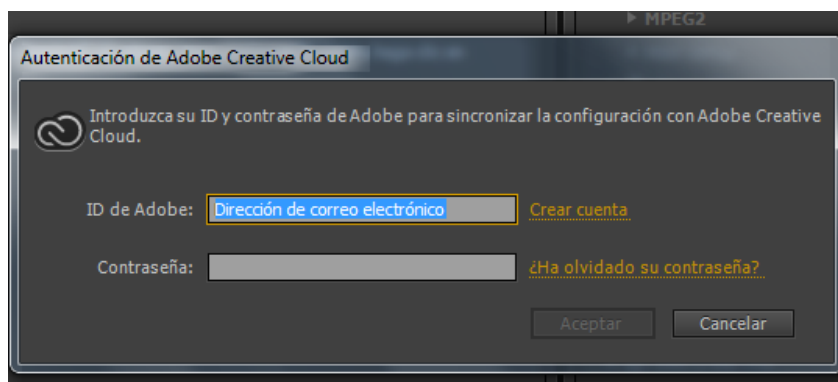 MPEG2
Autenticación de Adobe Creative Cloud
Introduzca su ID y contraseña de Adobe para sincronizar la configuración con Adobe Creative
Cloud.
ID de Adobe: Dirección de correo electrónico Crear cuenta
Contraseña: ¿Ha olvidado su contraseña?
Aceptar Cancelar